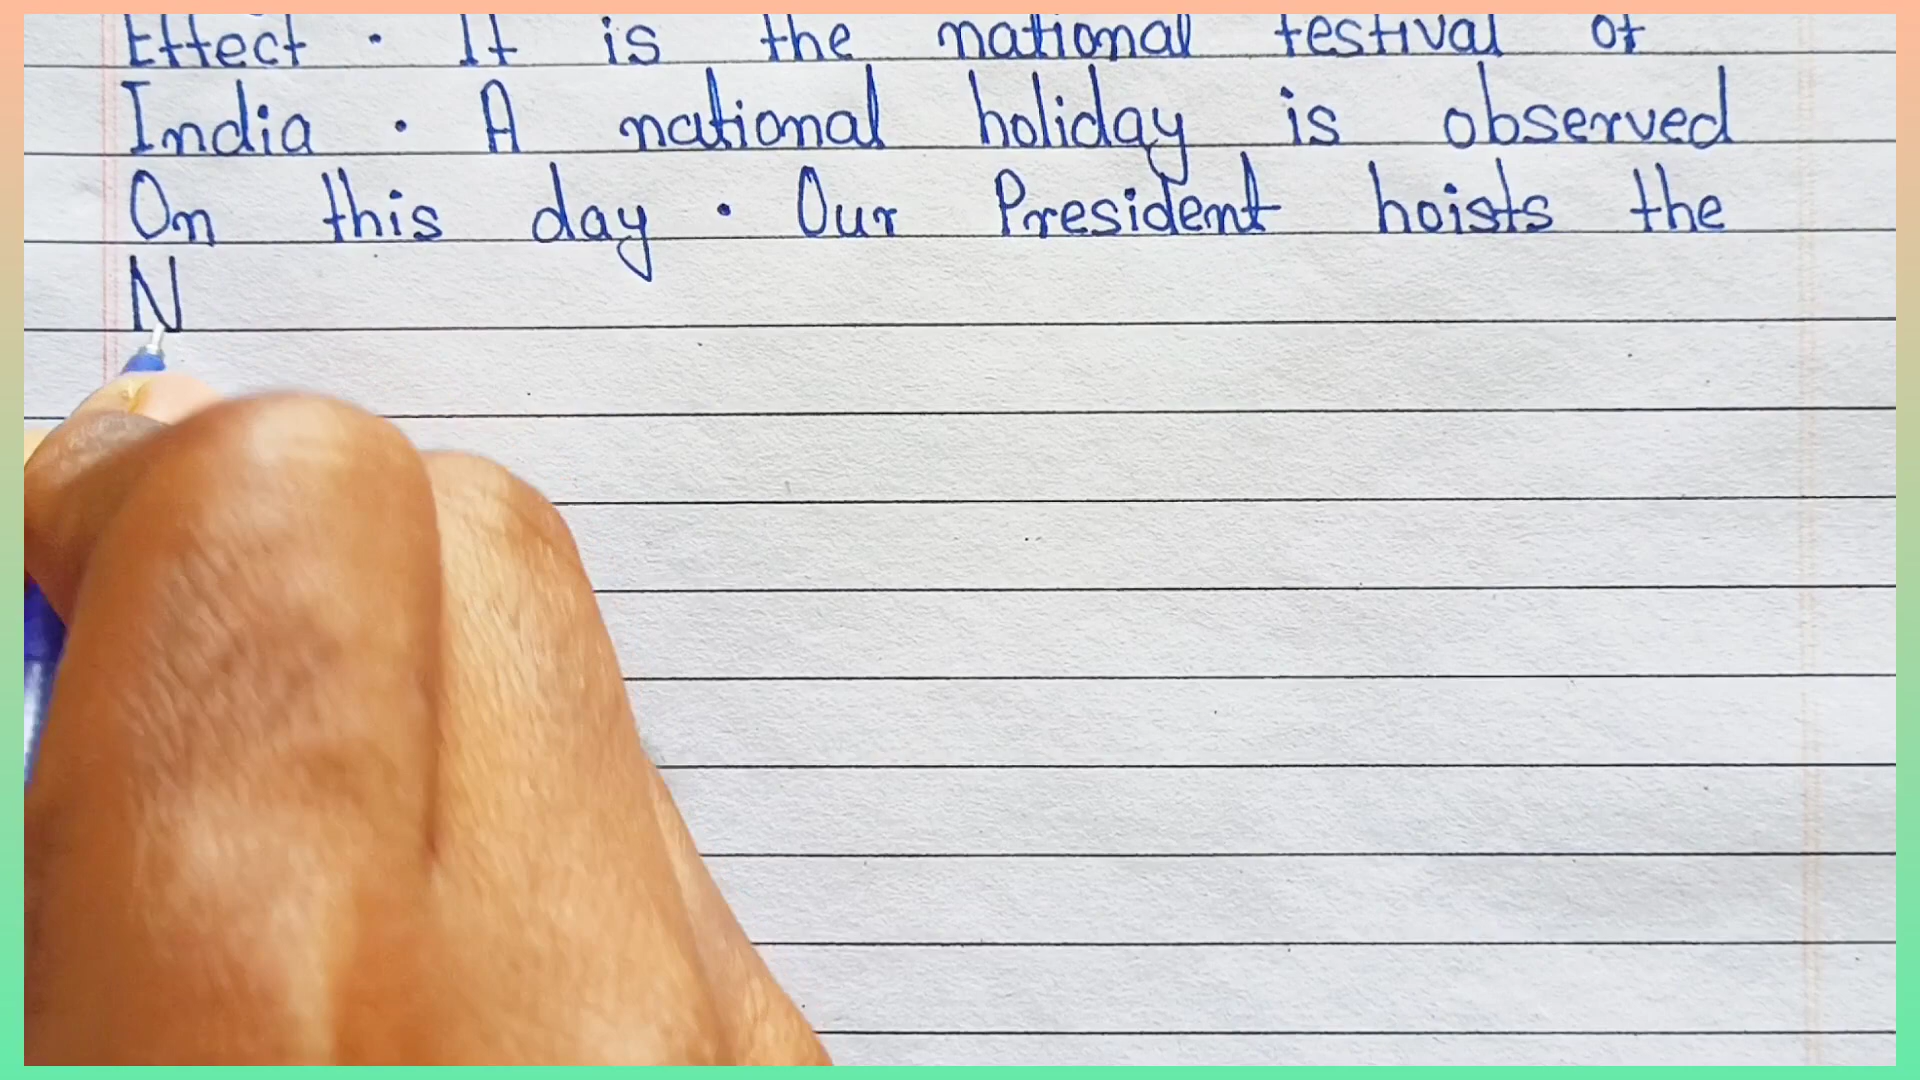 Effect. It is the national festival of
India. A national holiday is observed
On this day. Our President hoists the
N